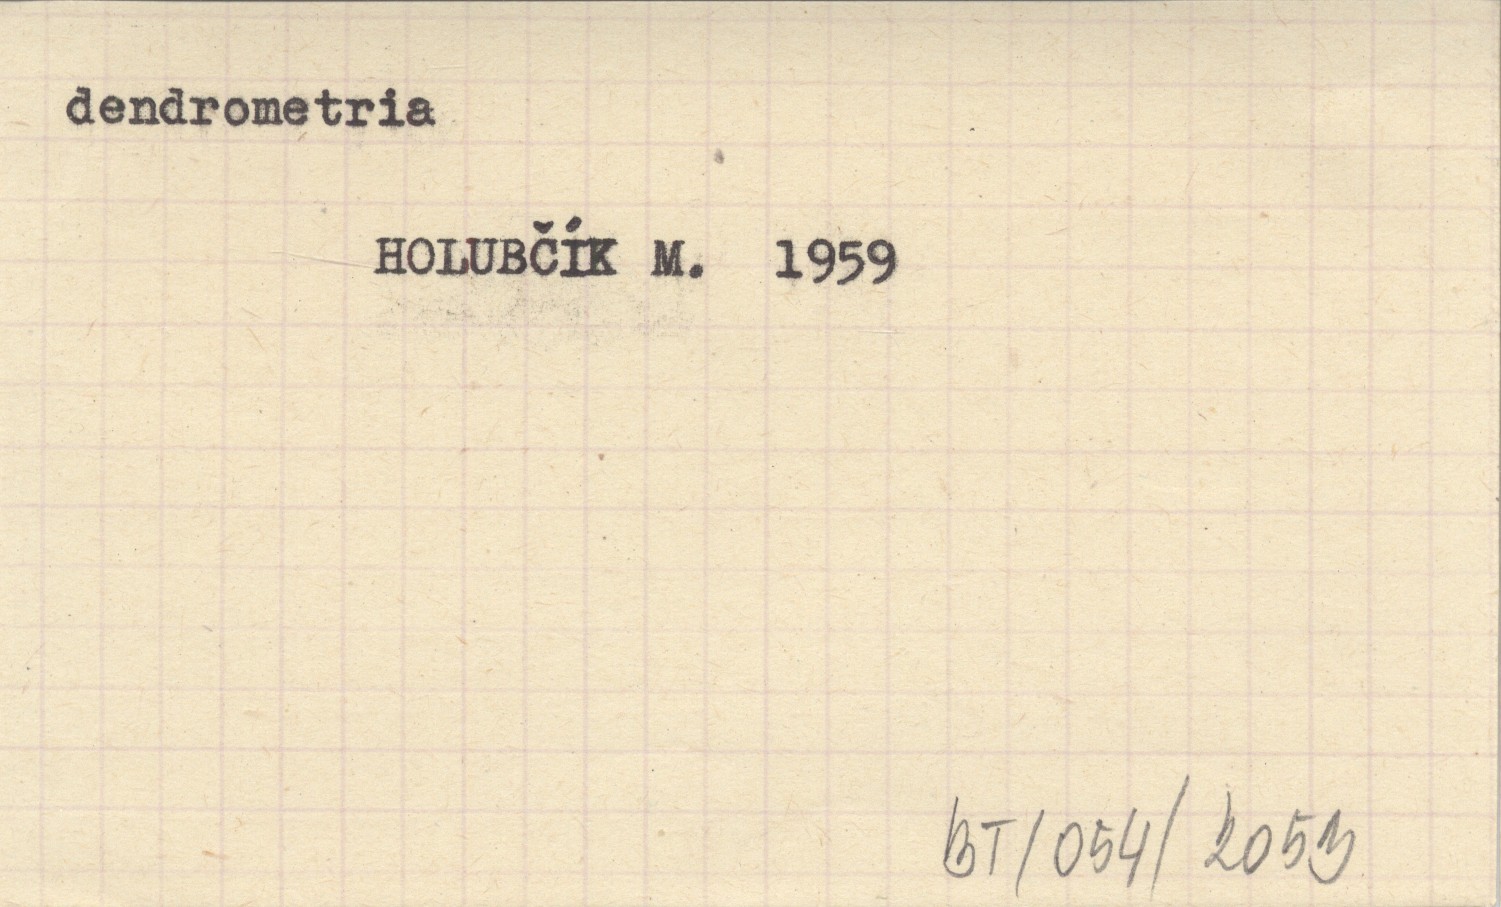 dendrometria
HOLUBČÍK M. 1959
BT/054/2053